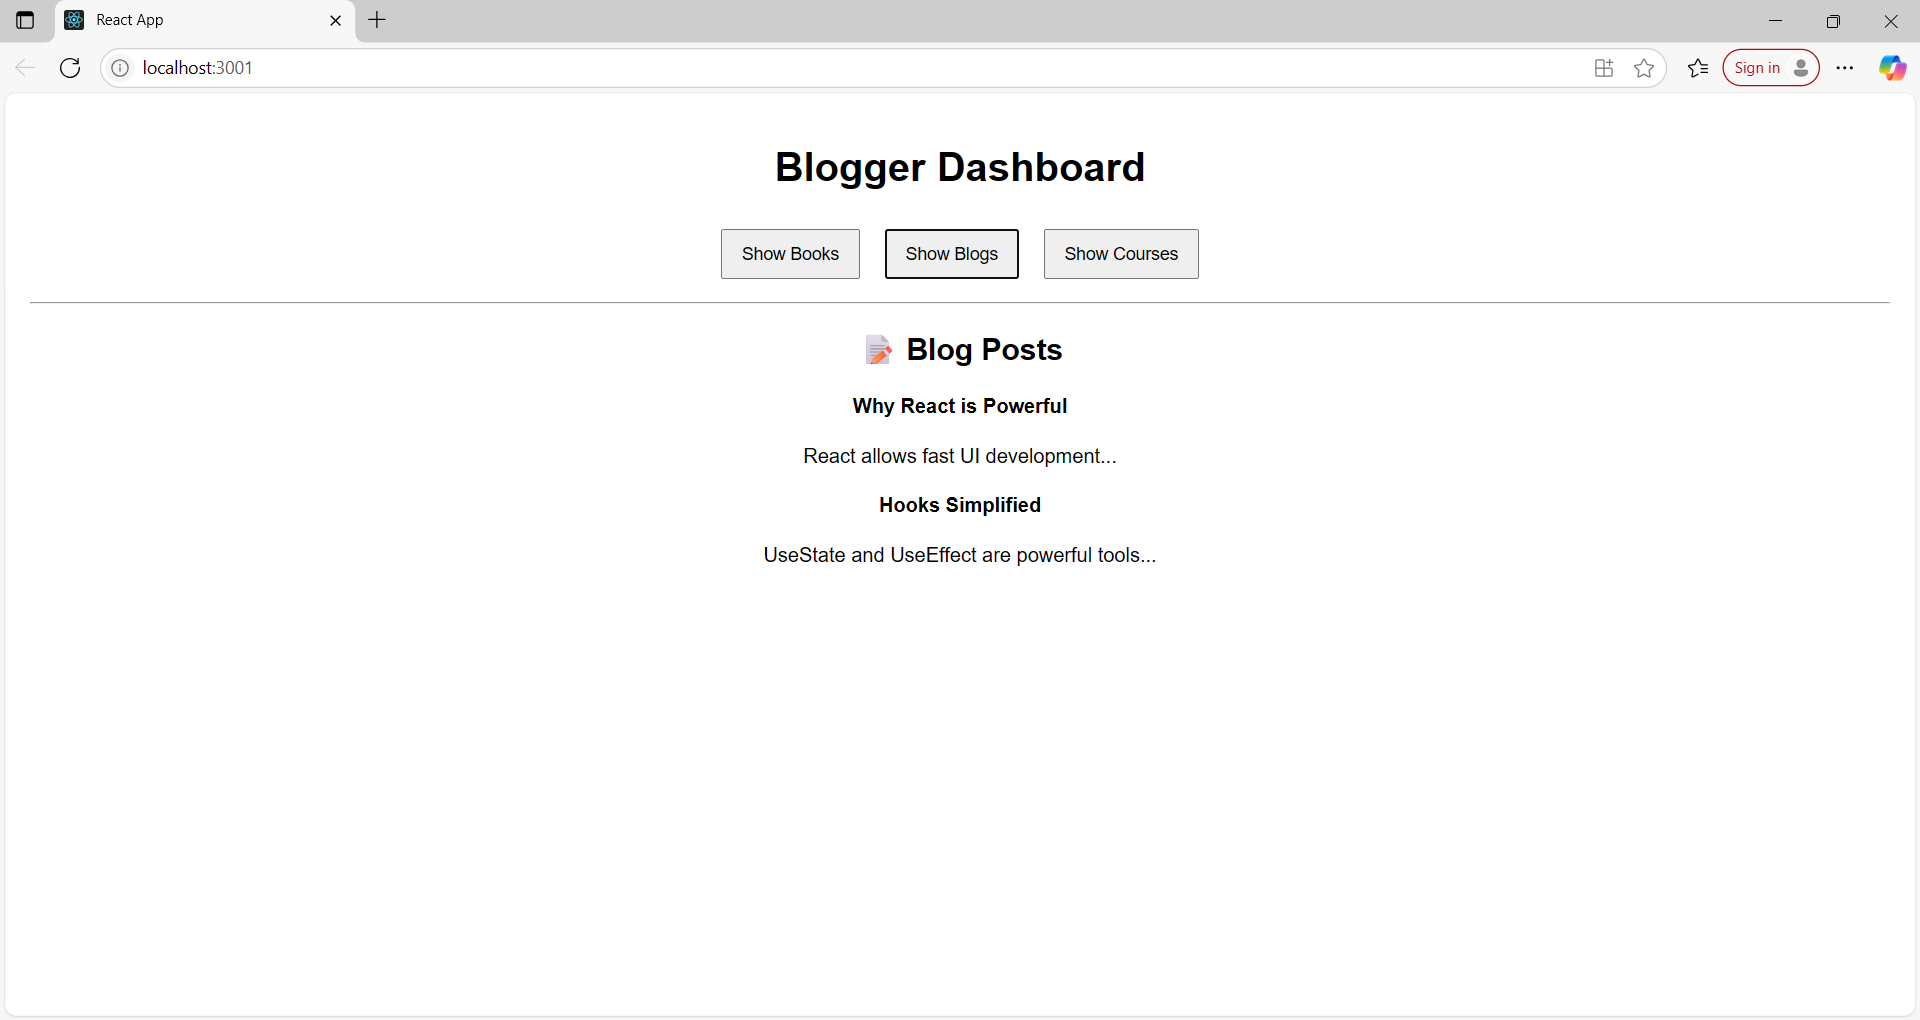 React App
localhost:3001
Sign in
Blogger Dashboard
Show Books Show Blogs Show Courses
Blog Posts
Why React is Powerful
React allows fast UI development...
Hooks Simplified
UseState and UseEffect are powerful tools...